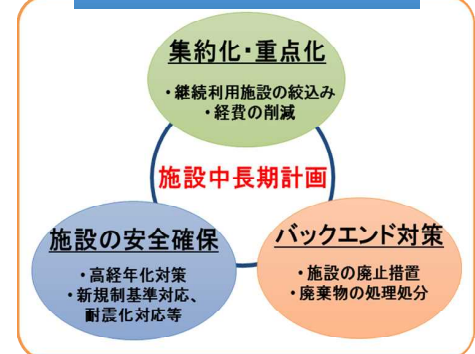 集約化・重点化
・継続利用施設の絞込み
・経費の削減
施設中長期計画
施設の安全確保
・高経年化対策
・新規制基準対応、
耐震化対応等
バックエンド対策
・施設の廃止措置
・廃棄物の処理処分